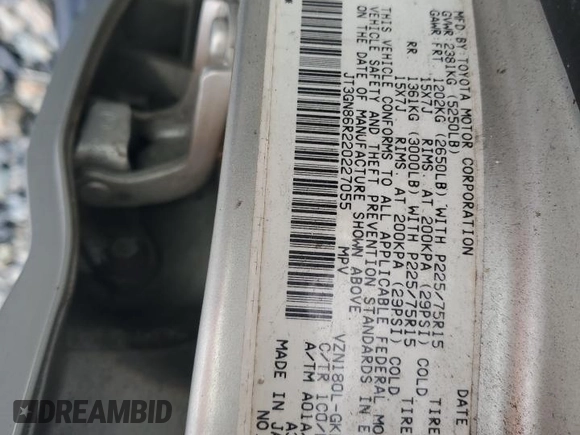 MFD BY TOYOTA MOTOR CORPORATION DATE
GVWR 2381KG (5250LB)
GAWR FRT 1202KG (2650LB) WITH P225/75R15 TIRE
15X7J RIMS, AT 200KPA (29PSI) COLD
RR 1361KG (3000LB) WITH P225/75R15 TIRE
15X7J RIMS, AT 200KPA (29PSI) COLD
THIS VEHICLE CONFORMS TO ALL APPLICABLE FEDERAL MO
VEHICLE SAFETY AND THEFT PREVENTION STANDARDS IN E
ON THE DATE OF MANUFACTURE SHOWN ABOVE.
JT3GN86R220227055 MPV
VZN180L-GK
C/TR 1C0/
A/TM A01A
MADE IN JA
NO
DREAMBID